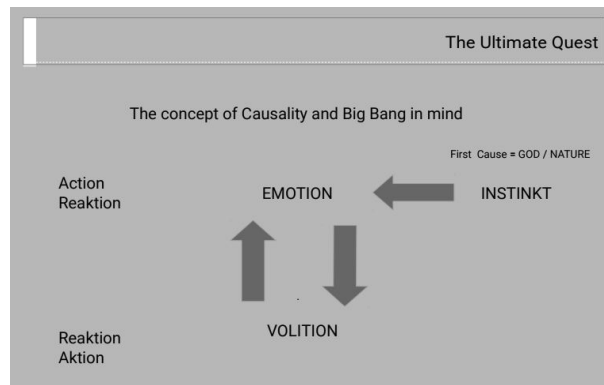 The Ultimate Quest
The concept of Causality and Big Bang in mind
First Cause = GOD / NATURE
Action
Reaktion
EMOTION
INSTINKT
VOLITION
Reaktion
Aktion